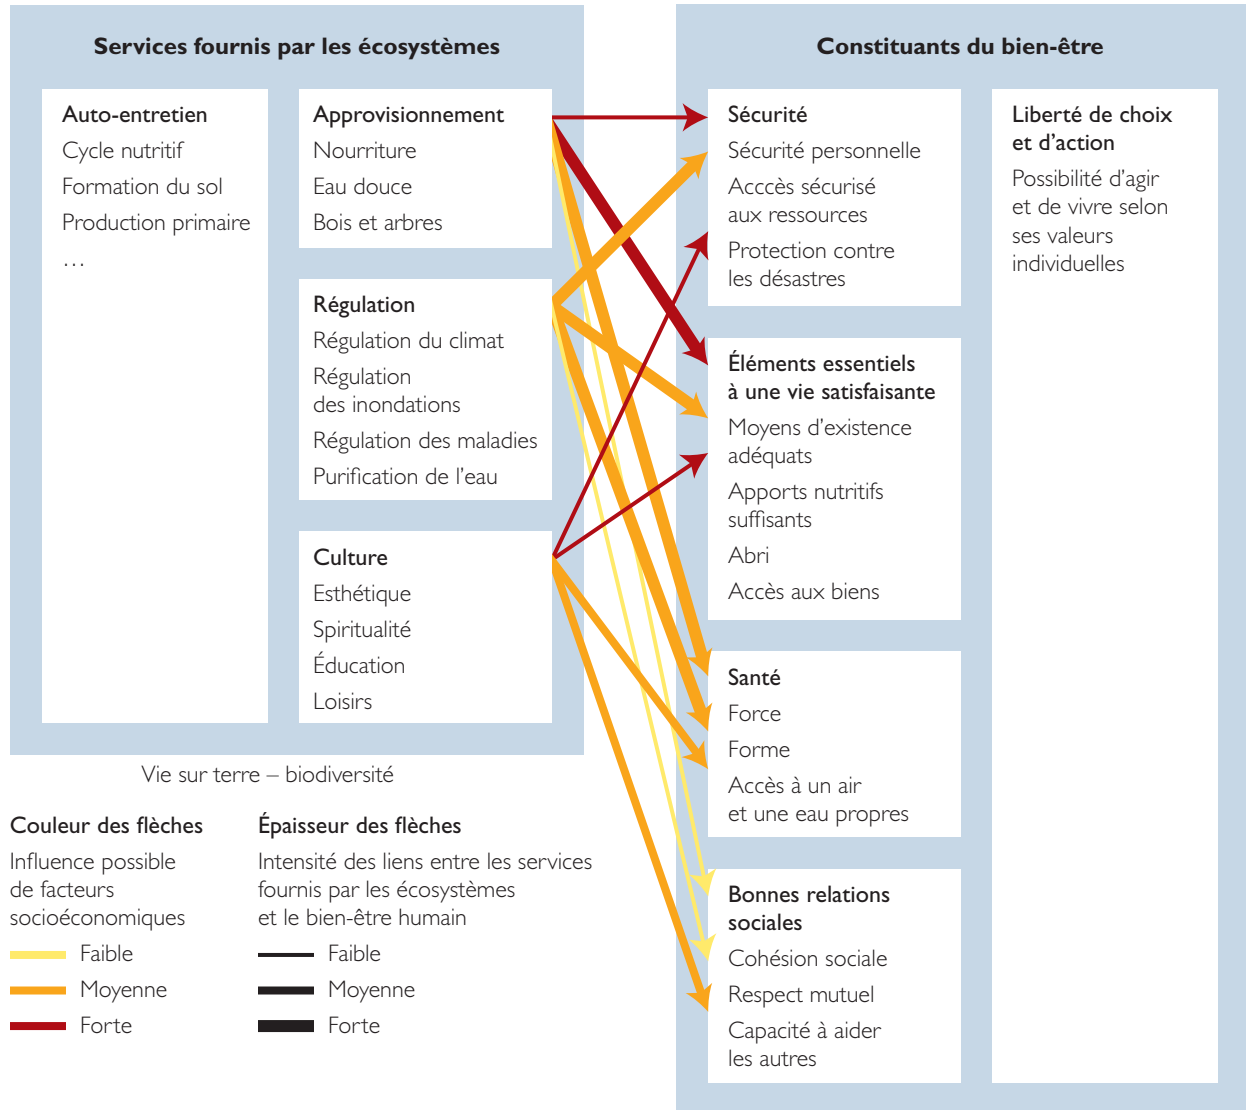 Services fournis par les écosystèmes
Auto-entretien
Cycle nutritif
Formation du sol
Production primaire
…
Approvisionnement
Nourriture
Eau douce
Bois et arbres
Régulation
Régulation du climat
Régulation
des inondations
Régulation des maladies
Purification de l’eau
Culture
Esthétique
Spiritualité
Éducation
Loisirs
Vie sur terre – biodiversité
Constituants du bien-être
Sécurité
Sécurité personnelle
Acccès sécurisé
aux ressources
Protection contre
les désastres
Éléments essentiels
à une vie satisfaisante
Moyens d’existence
adéquats
Apports nutritifs
suffisants
Abri
Accès aux biens
Santé
Force
Forme
Accès à un air
et une eau propres
Bonnes relations
sociales
Cohésion sociale
Respect mutuel
Capacité à aider
les autres
Liberté de choix
et d’action
Possibilité d’agir
et de vivre selon
ses valeurs
individuelles
Couleur des flèches
Influence possible
de facteurs
socioéconomiques
Faible
Moyenne
Forte
Épaisseur des flèches
Intensité des liens entre les services
fournis par les écosystèmes
et le bien-être humain
Faible
Moyenne
Forte